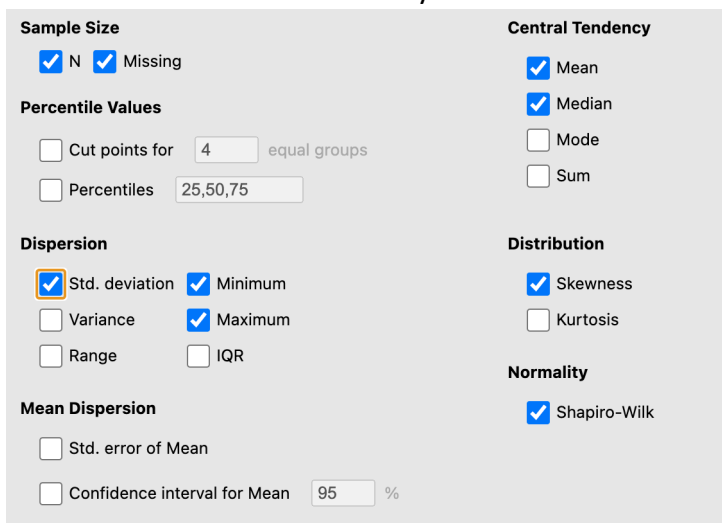 Sample Size
N Missing
Percentile Values
Cut points for 4 equal groups
Percentiles 25,50,75
Dispersion
Std. deviation Minimum
Variance Maximum
Range IQR
Mean Dispersion
Std. error of Mean
Confidence interval for Mean 95 %
Central Tendency
Mean
Median
Mode
Sum
Distribution
Skewness
Kurtosis
Normality
Shapiro-Wilk